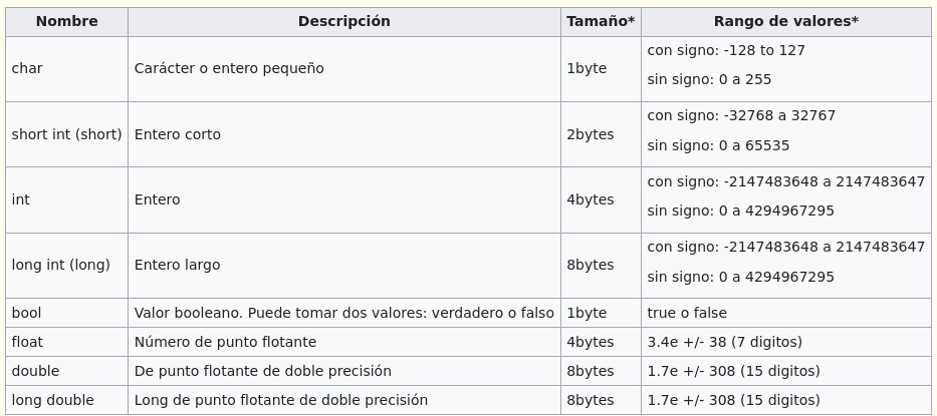 Nombre Descripción Tamaño* Rango de valores*
char Carácter o entero pequeño 1byte con signo: -128 to 127
sin signo: 0 a 255
short int (short) Entero corto 2bytes con signo: -32768 a 32767
sin signo: 0 a 65535
int Entero 4bytes con signo: -2147483648 a 2147483647
sin signo: 0 a 4294967295
long int (long) Entero largo 8bytes con signo: -2147483648 a 2147483647
sin signo: 0 a 4294967295
bool Valor booleano. Puede tomar dos valores: verdadero o falso 1byte true o false
float Número de punto flotante 4bytes 3.4e +/- 38 (7 digitos)
double De punto flotante de doble precisión 8bytes 1.7e +/- 308 (15 digitos)
long double Long de punto flotante de doble precisión 8bytes 1.7e +/- 308 (15 digitos)